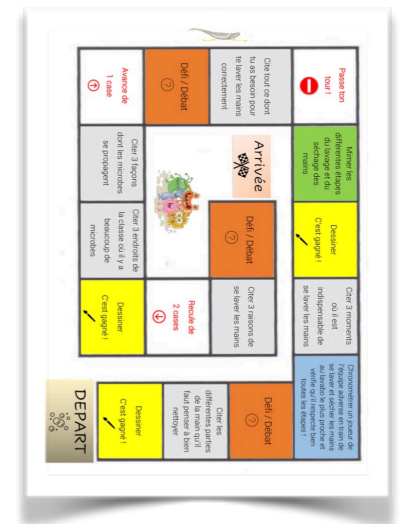 Passe ton
tour !
Mimer les
différentes étapes
du lavage et du
séchage des
mains
Dessiner
C'est gagné !
Citer 3 moments
où il est
indispensable de
se laver les mains
Chronométrer un joueur de
l'équipe adverse en train de
se laver et sécher les mains
au lavabo le plus proche et
vérifie qu'il respecte bien
toutes les étapes !
Cite tout ce dont
tu as besoin pour
te laver les mains
correctement
Arrivée
Défi / Débat
?
Citer 3 raisons de
se laver les mains
Défi / Débat
?
Défi / Débat
?
Recule de
2 cases
Citer les
différentes parties
de la main qu'il
faut penser à bien
nettoyer
Avance de
1 case
Citer 3 façons
dont les microbes
se propagent
Citer 3 endroits de
la classe où il y a
beaucoup de
microbes
Dessiner
C'est gagné !
Dessiner
C'est gagné !
DEPART